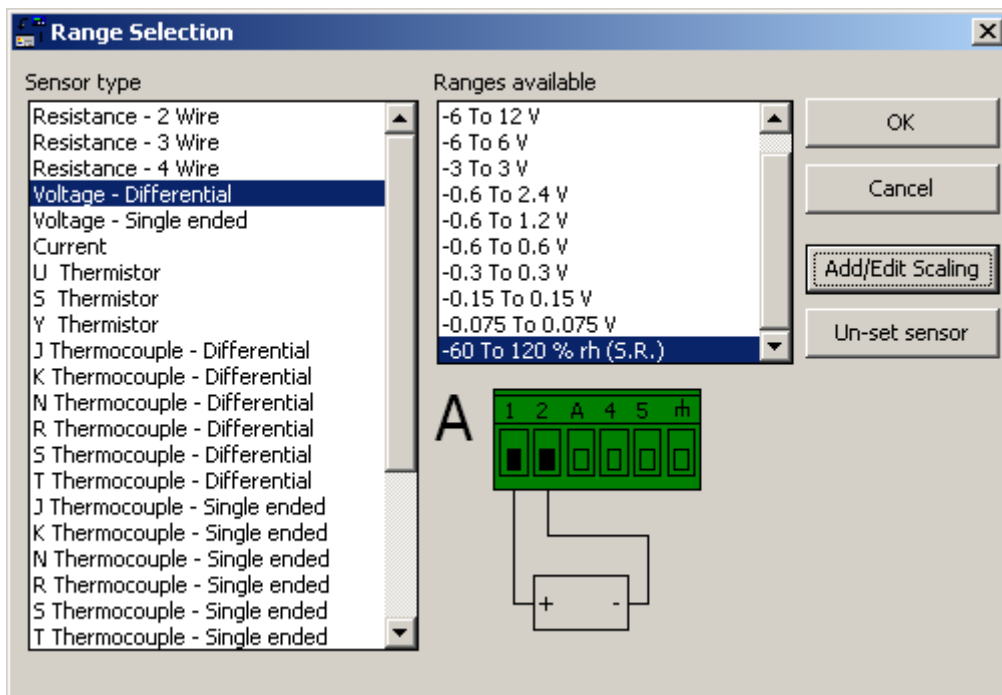 Range Selection
Sensor type
Resistance - 2 Wire
Resistance - 3 Wire
Resistance - 4 Wire
Voltage - Differential
Voltage - Single ended
Current
U Thermistor
S Thermistor
Y Thermistor
J Thermocouple - Differential
K Thermocouple - Differential
N Thermocouple - Differential
R Thermocouple - Differential
S Thermocouple - Differential
T Thermocouple - Differential
J Thermocouple - Single ended
K Thermocouple - Single ended
N Thermocouple - Single ended
R Thermocouple - Single ended
S Thermocouple - Single ended
T Thermocouple - Single ended
Ranges available
-6 To 12 V
-6 To 6 V
-3 To 3 V
-0.6 To 2.4 V
-0.6 To 1.2 V
-0.6 To 0.6 V
-0.3 To 0.3 V
-0.15 To 0.15 V
-0.075 To 0.075 V
-60 To 120 % rh (S.R.)
OK
Cancel
Add/Edit Scaling
Un-set sensor
A
1 2 A 4 5
+ -